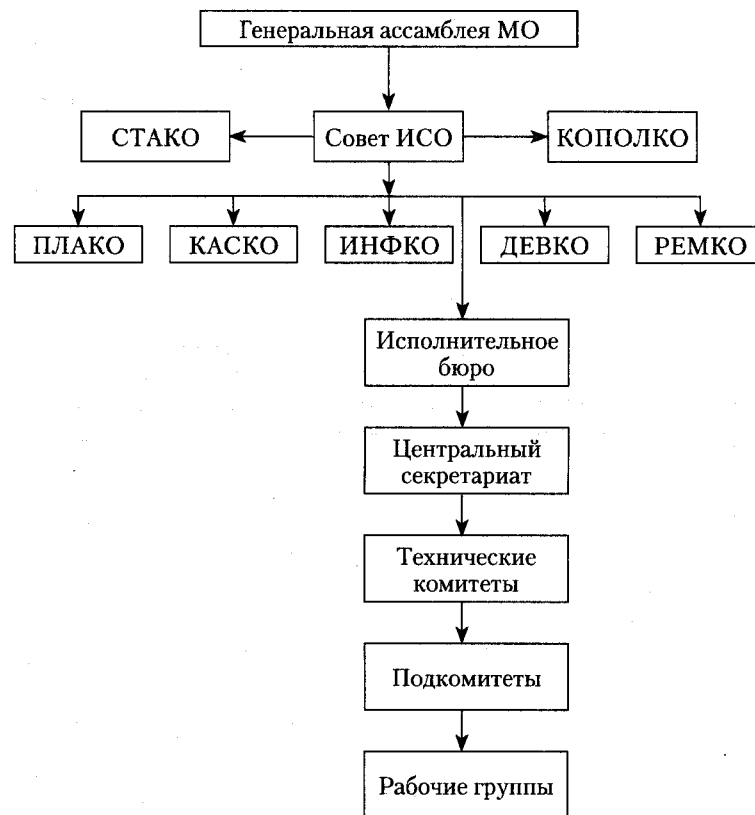 Генеральная ассамблея МО
СТАКО
Совет ИСО
КОПОЛКО
ПЛАКО
КАСКО
ИНФКО
ДЕВКО
РЕМКО
Исполнительное
бюро
Центральный
секретариат
Технические
комитеты
Подкомитеты
Рабочие группы